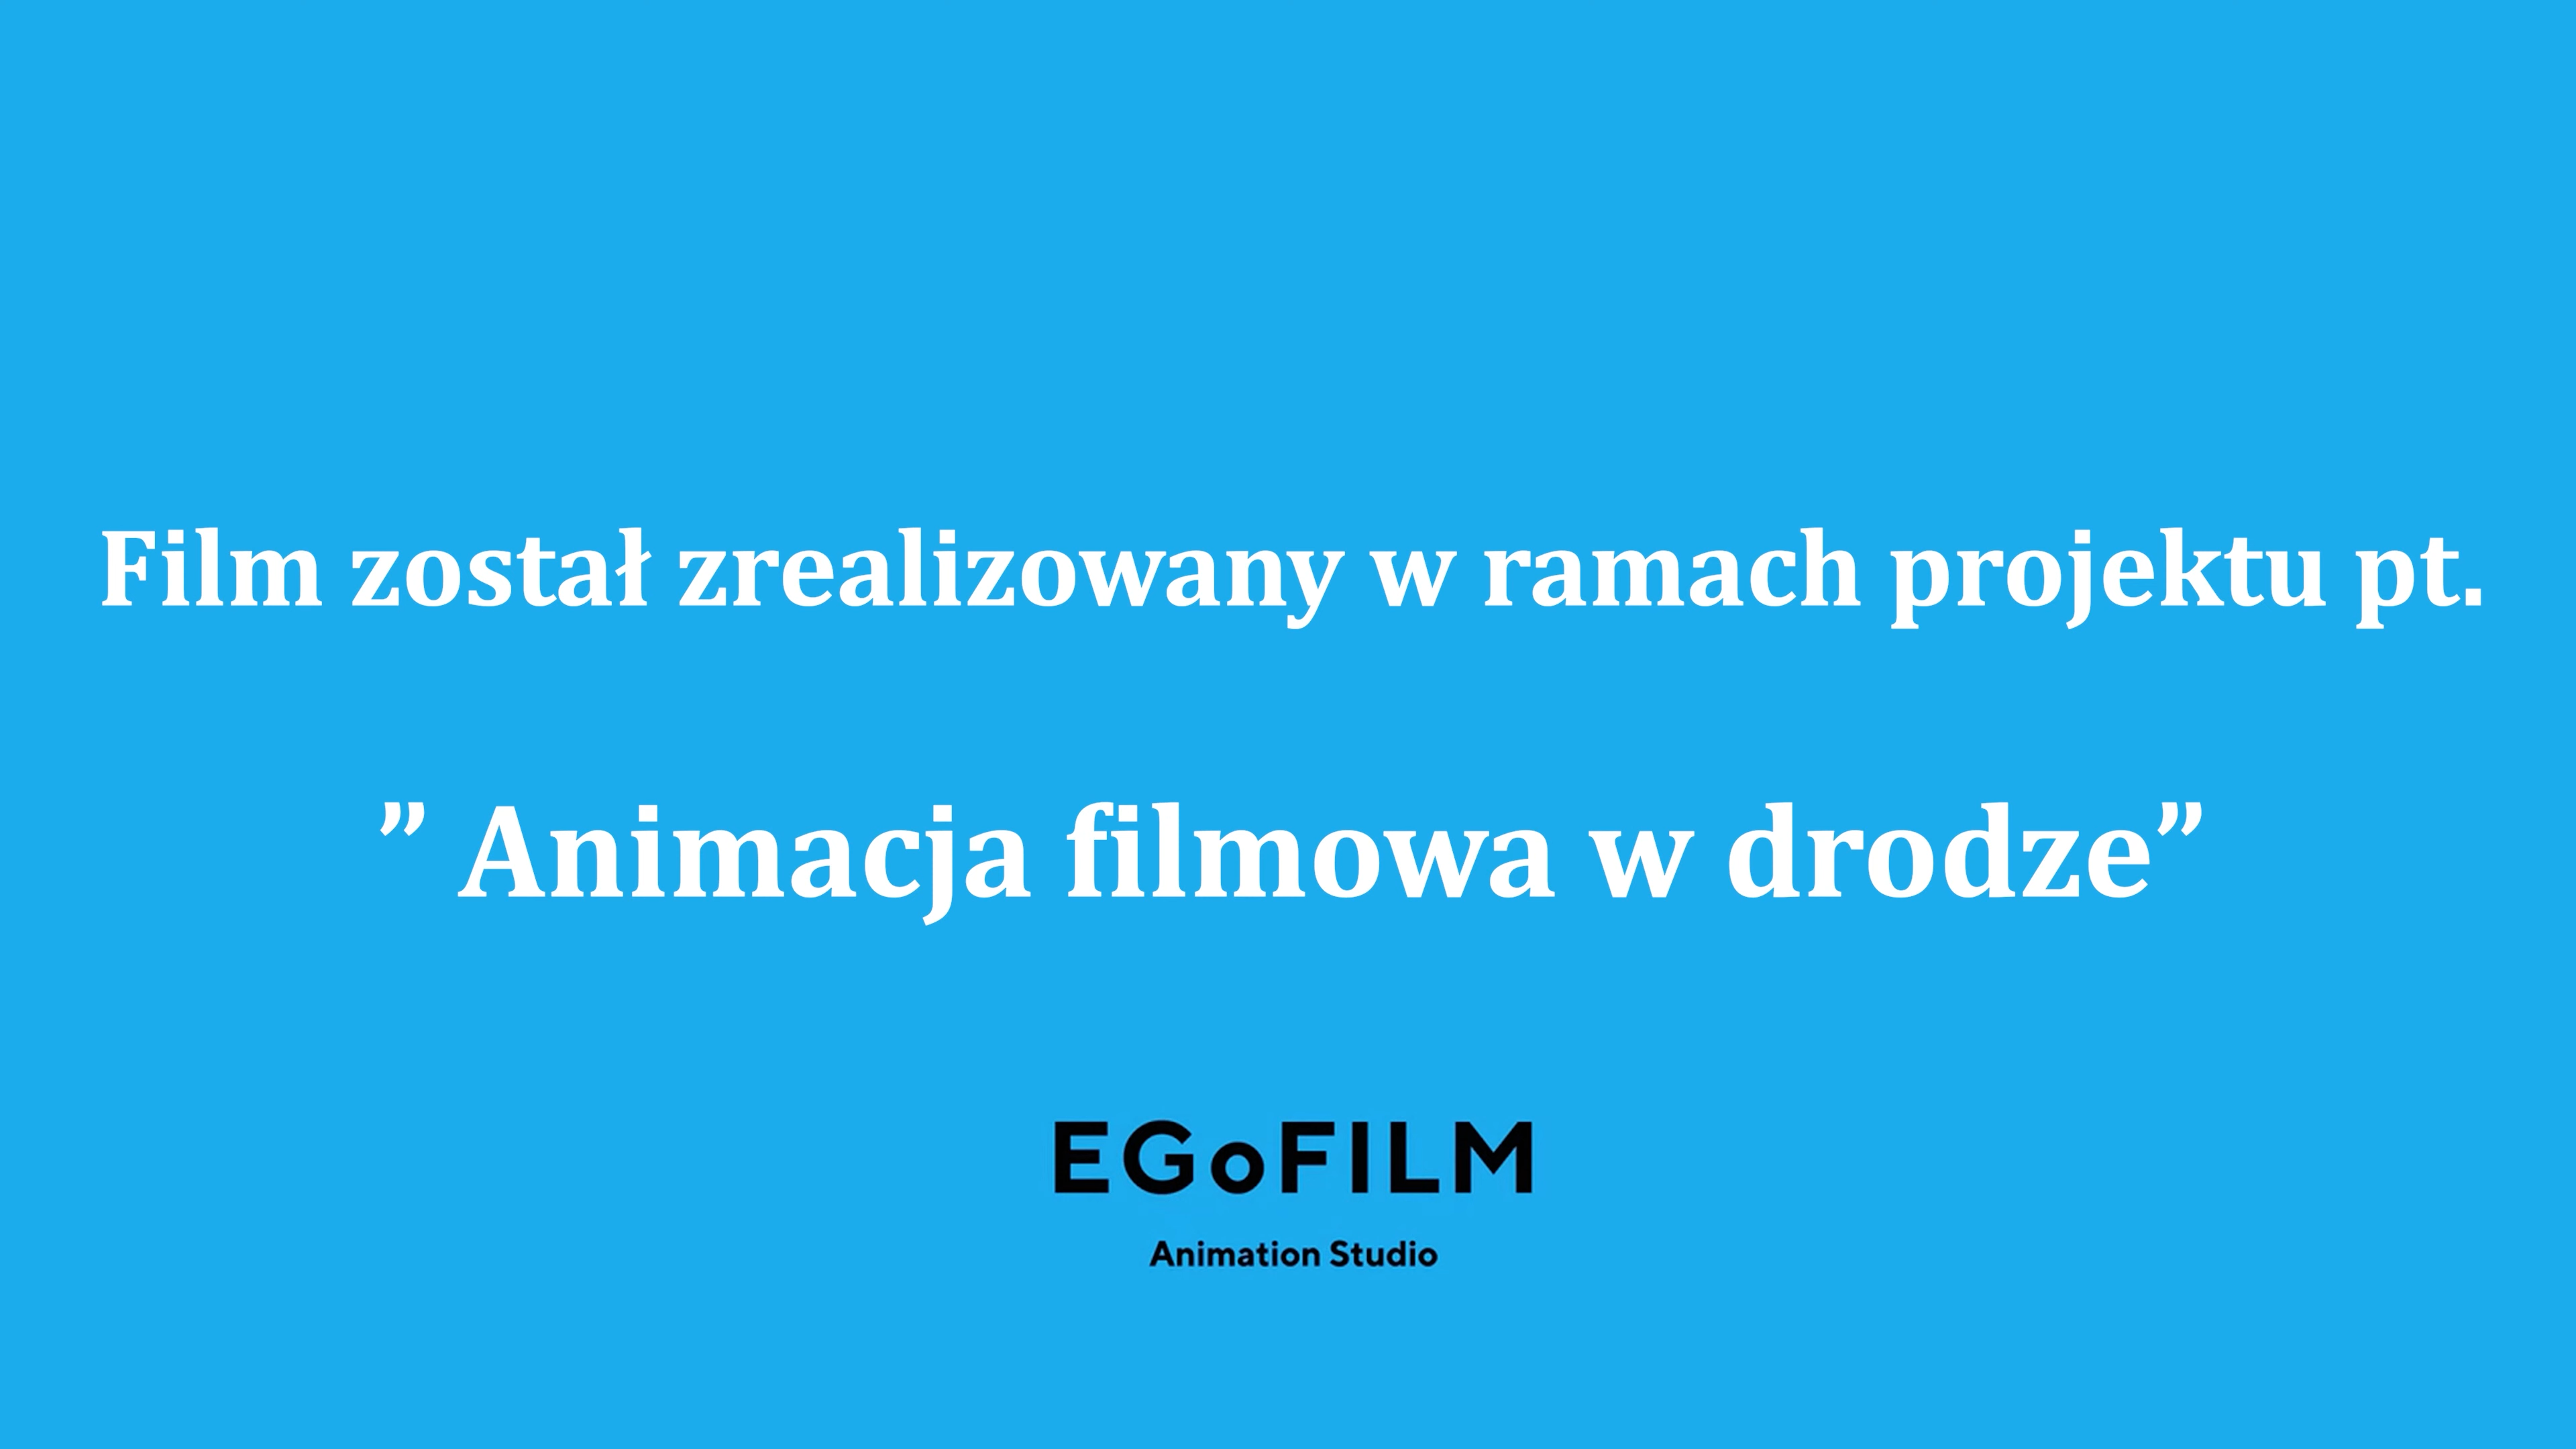 Film został zrealizowany w ramach projektu pt.
” Animacja filmowa w drodze”
EGoFILM
Animation Studio